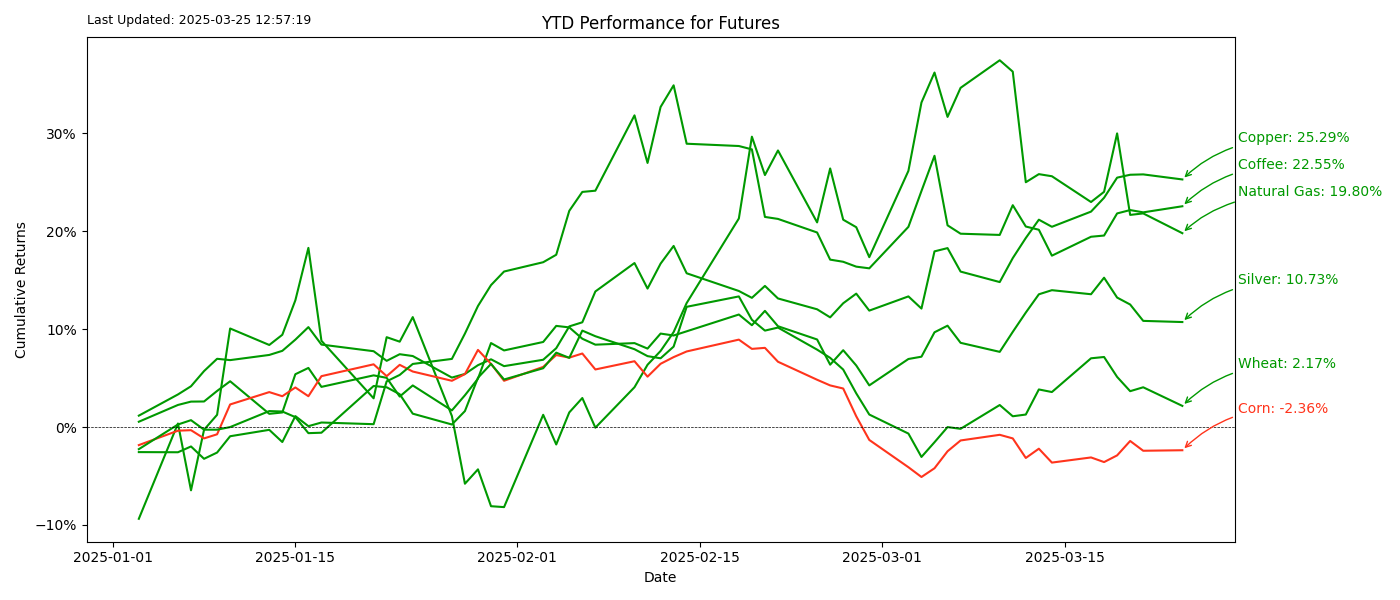 Last Updated: 2025-03-25 12:57:19
YTD Performance for Futures
Cumulative Returns
30%
20%
10%
0%
−10%
Copper: 25.29%
Coffee: 22.55%
Natural Gas: 19.80%
Silver: 10.73%
Wheat: 2.17%
Corn: -2.36%
2025-01-01 2025-01-15 2025-02-01 2025-02-15 2025-03-01 2025-03-15
Date